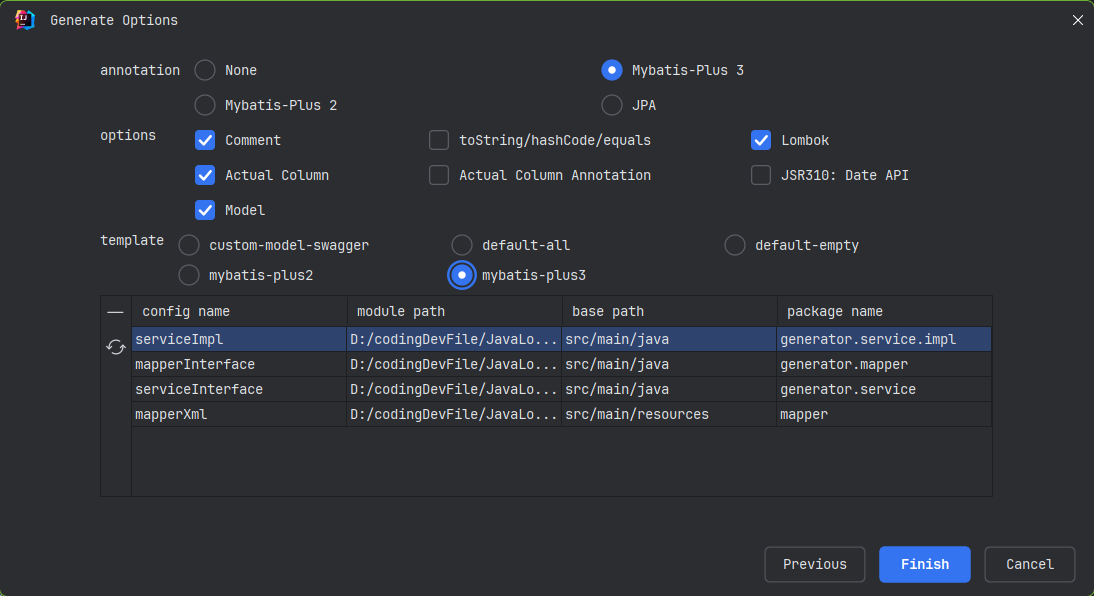 Generate Options
annotation None Mybatis-Plus 3
Mybatis-Plus 2 JPA
options Comment toString/hashCode/equals Lombok
Actual Column Actual Column Annotation JSR310: Date API
Model
template custom-model-swagger default-all default-empty
mybatis-plus2 mybatis-plus3
config name module path base path package name
serviceImpl D:/codingDevFile/JavaLo... src/main/java generator.service.impl
mapperInterface D:/codingDevFile/JavaLo... src/main/java generator.mapper
serviceInterface D:/codingDevFile/JavaLo... src/main/java generator.service
mapperXml D:/codingDevFile/JavaLo... src/main/resources mapper
Previous Finish Cancel